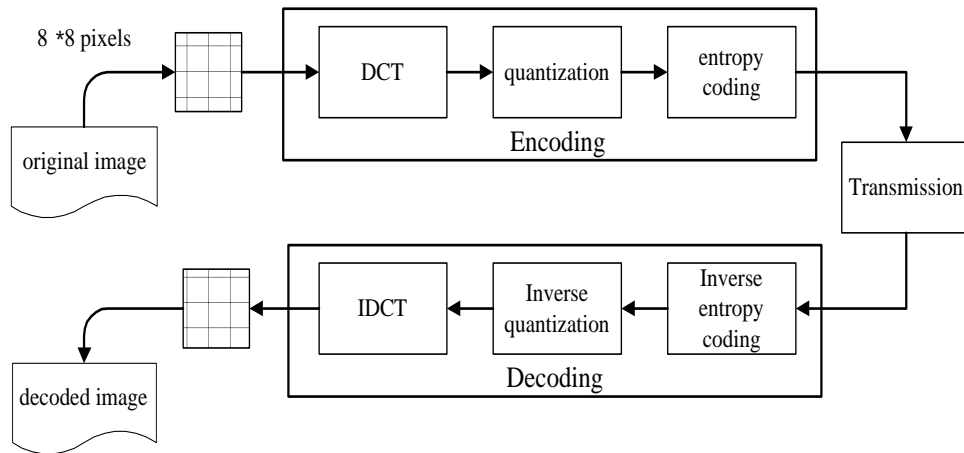 8 *8 pixels
DCT
quantization
entropy
coding
Encoding
original image
Transmission
IDCT
Inverse
quantization
Inverse
entropy
coding
Decoding
decoded image